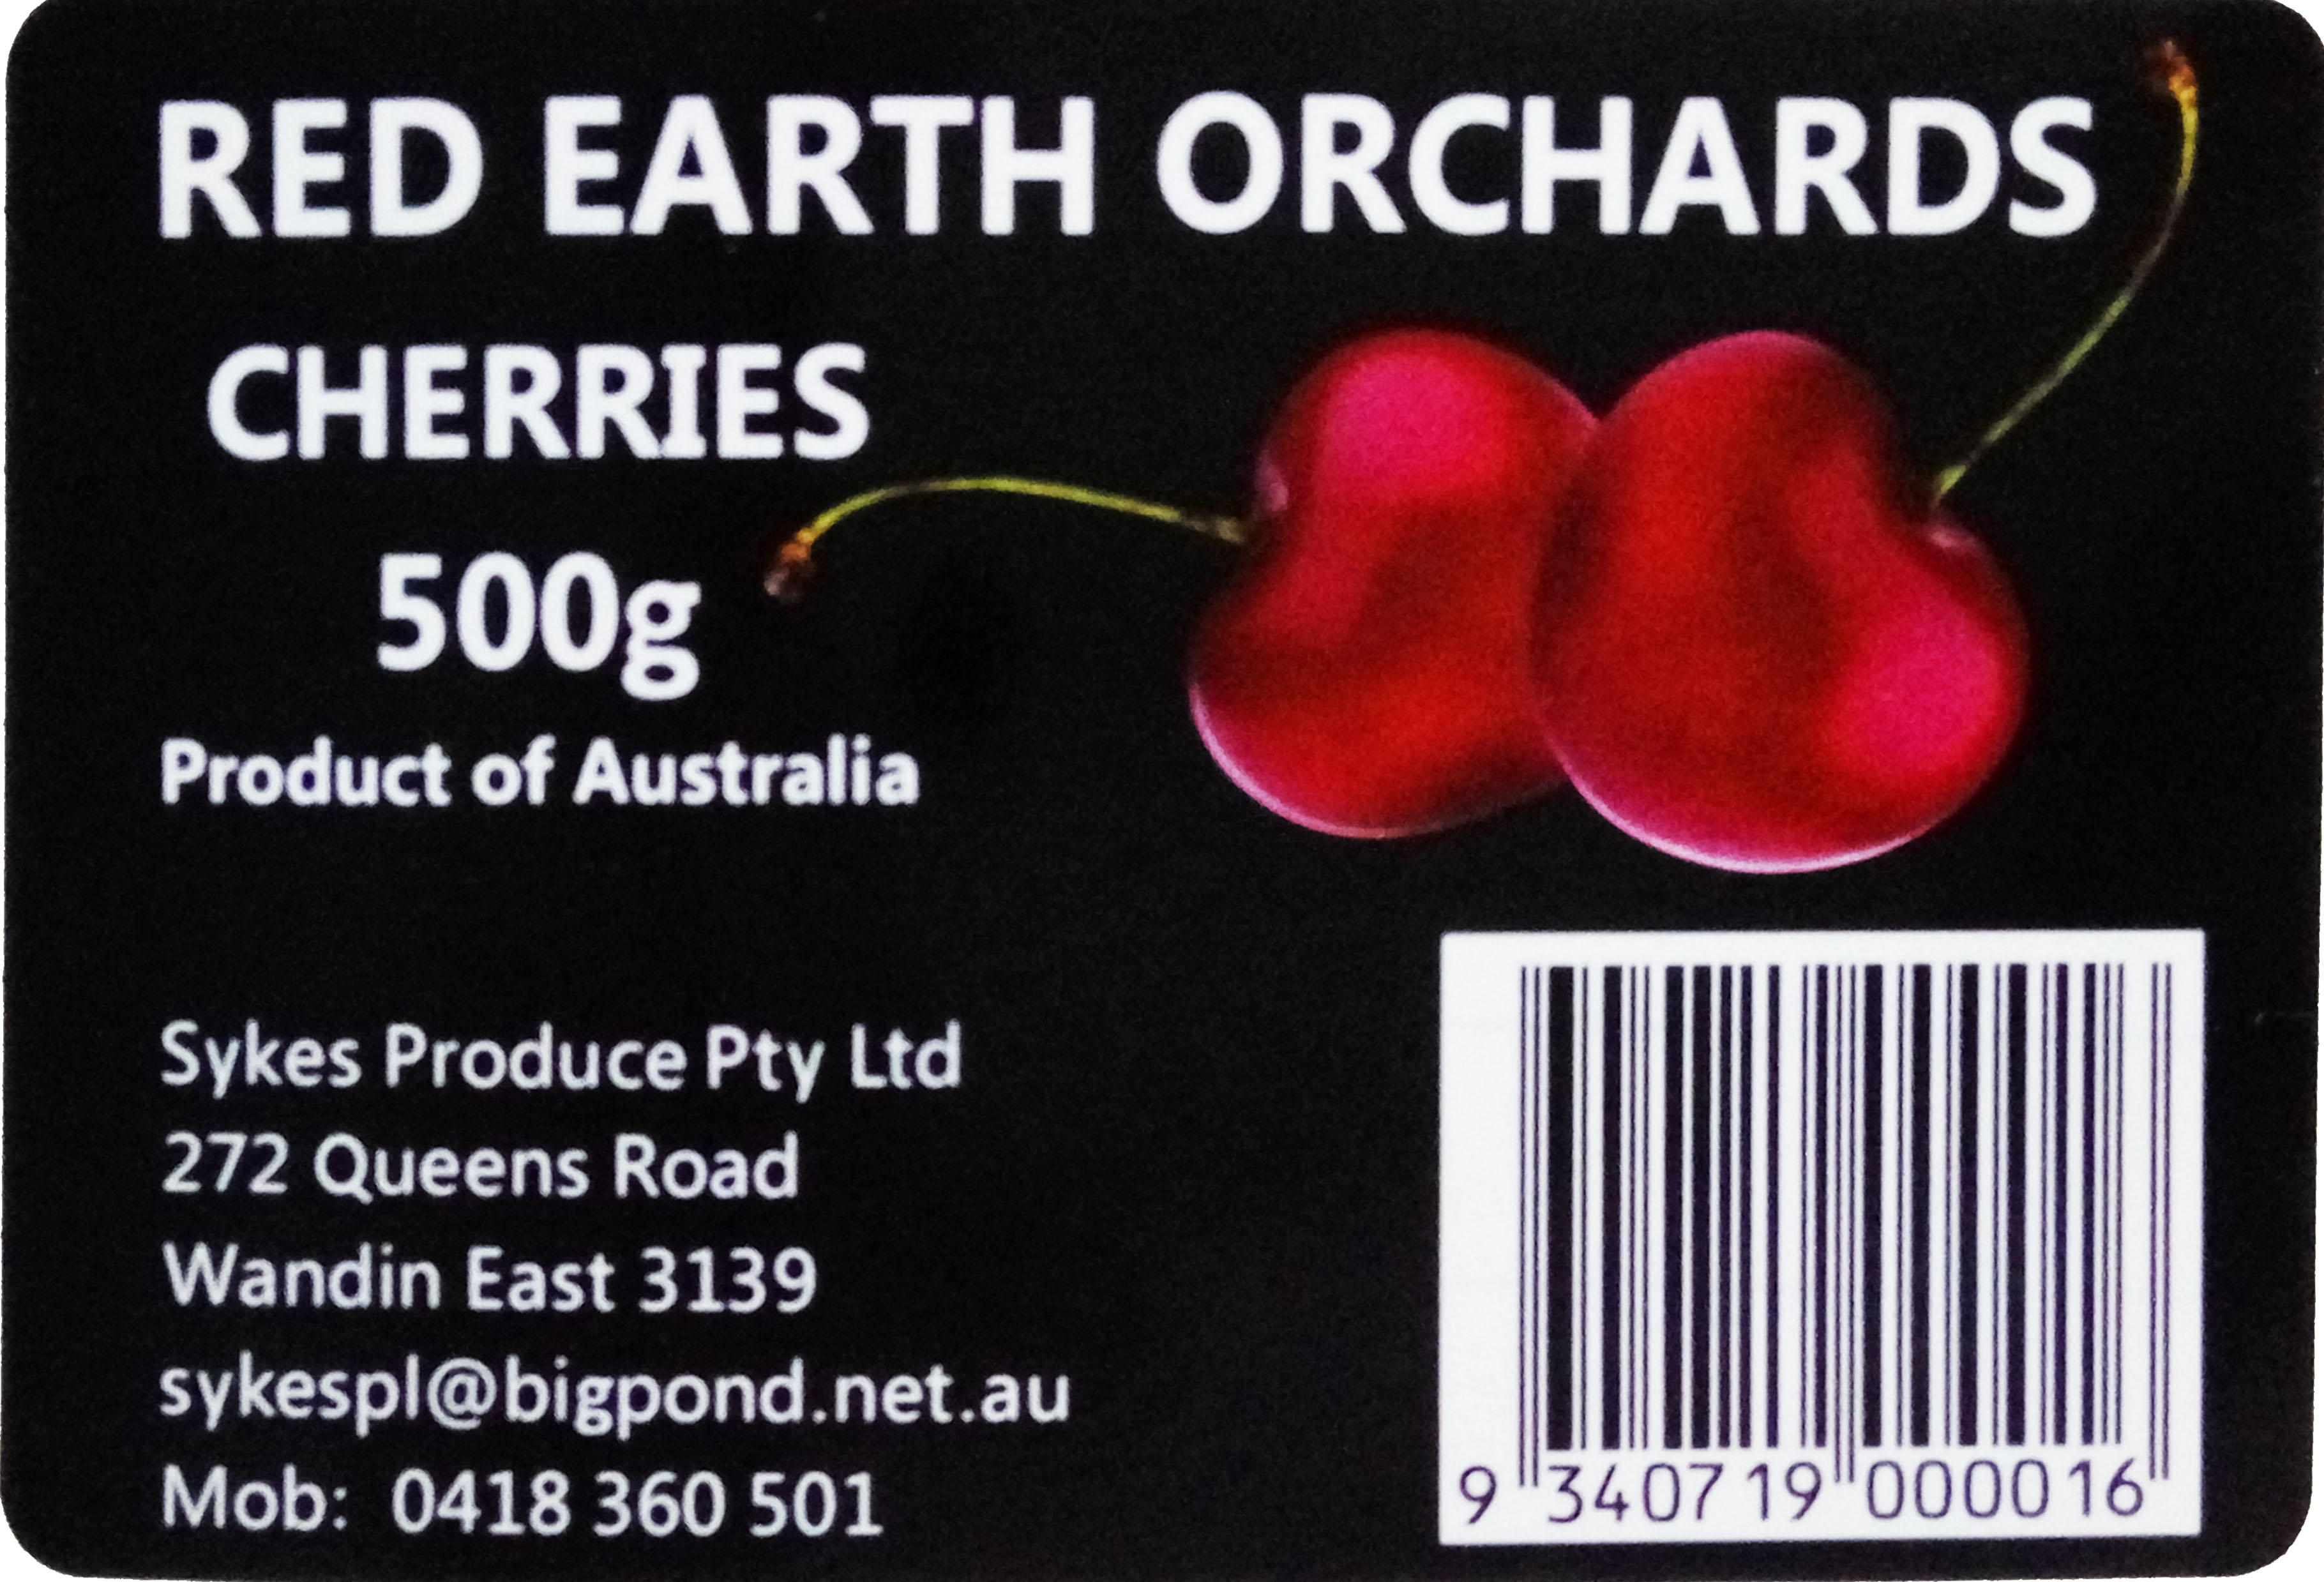 RED EARTH ORCHARDS
CHERRIES
500g
Product of Australia
Sykes Produce Pty Ltd
272 Queens Road
Wandin East 3139
sykespl@bigpond.net.au
Mob: 0418 360 501
9 340719 000016